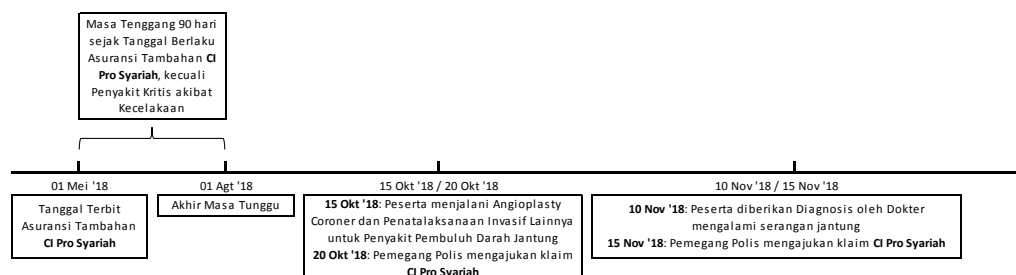 Masa Tenggang 90 hari
sejak Tanggal Berlaku
Asuransi Tambahan CI
Pro Syariah, kecuali
Penyakit Kritis akibat
Kecelakaan
01 Mei '18
01 Agt '18
15 Okt '18 / 20 Okt '18
10 Nov '18 / 15 Nov '18
Tanggal Terbit
Asuransi Tambahan
CI Pro Syariah
Akhir Masa Tunggu
15 Okt '18: Peserta menjalani Angioplasty
Coroner dan Penatalaksanaan Invasif Lainnya
untuk Penyakit Pembuluh Darah Jantung
20 Okt '18: Pemegang Polis mengajukan klaim
CI Pro Syariah
10 Nov '18: Peserta diberikan Diagnosis oleh Dokter
mengalami serangan jantung
15 Nov '18: Pemegang Polis mengajukan klaim CI Pro Syariah